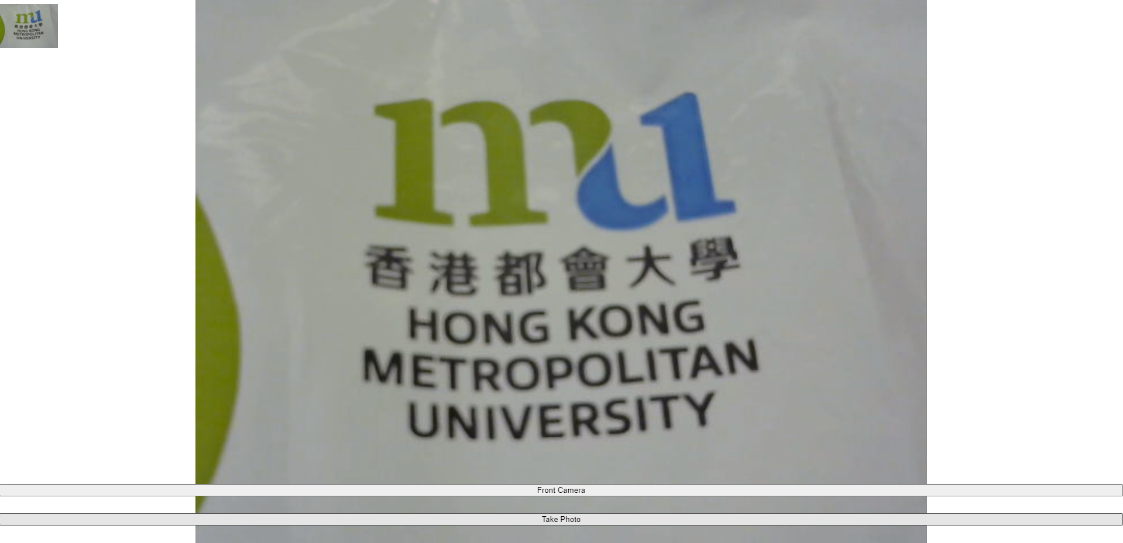 mu
香港都會大學
HONG KONG
METROPOLITAN
UNIVERSITY
Front Camera
Take Photo